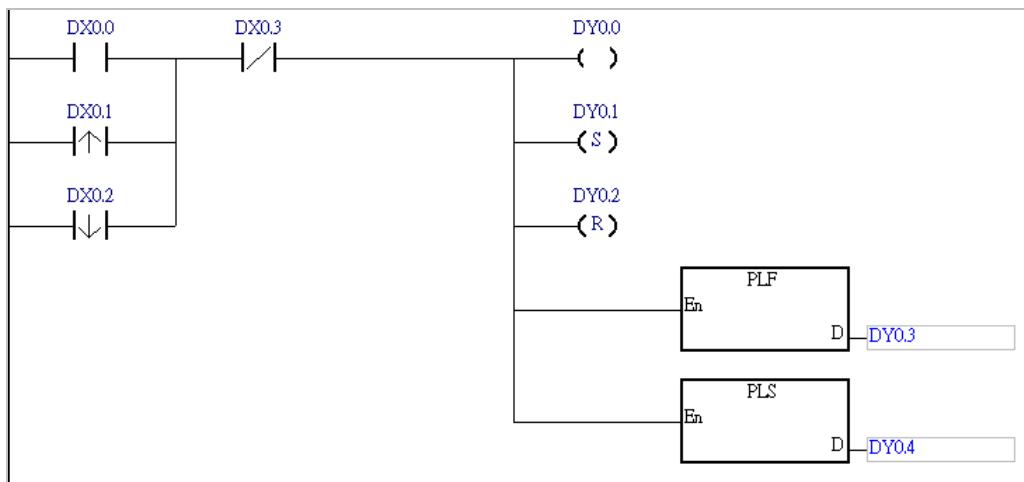 DX0.0 DX0.3 DY0.0
DX0.1 DY0.1
S
DX0.2 DY0.2
R
PLF
En
D DY0.3
PLS
En
D DY0.4